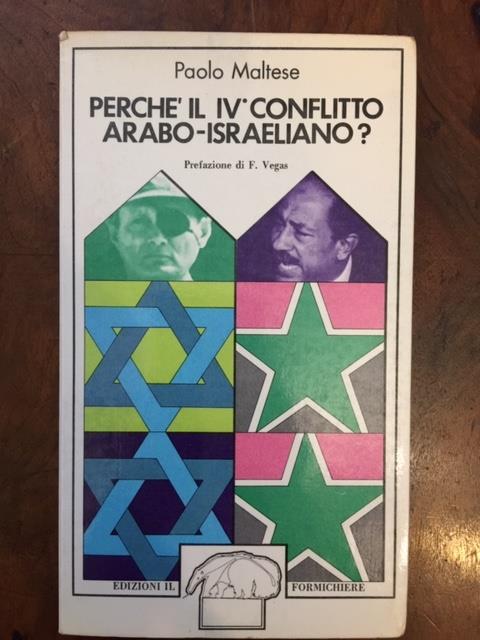 Paolo Maltese
PERCHE' IL IV° CONFLITTO
ARABO-ISRAELIANO?
Prefazione di F. Vegas
EDIZIONI IL FORMICHIERE